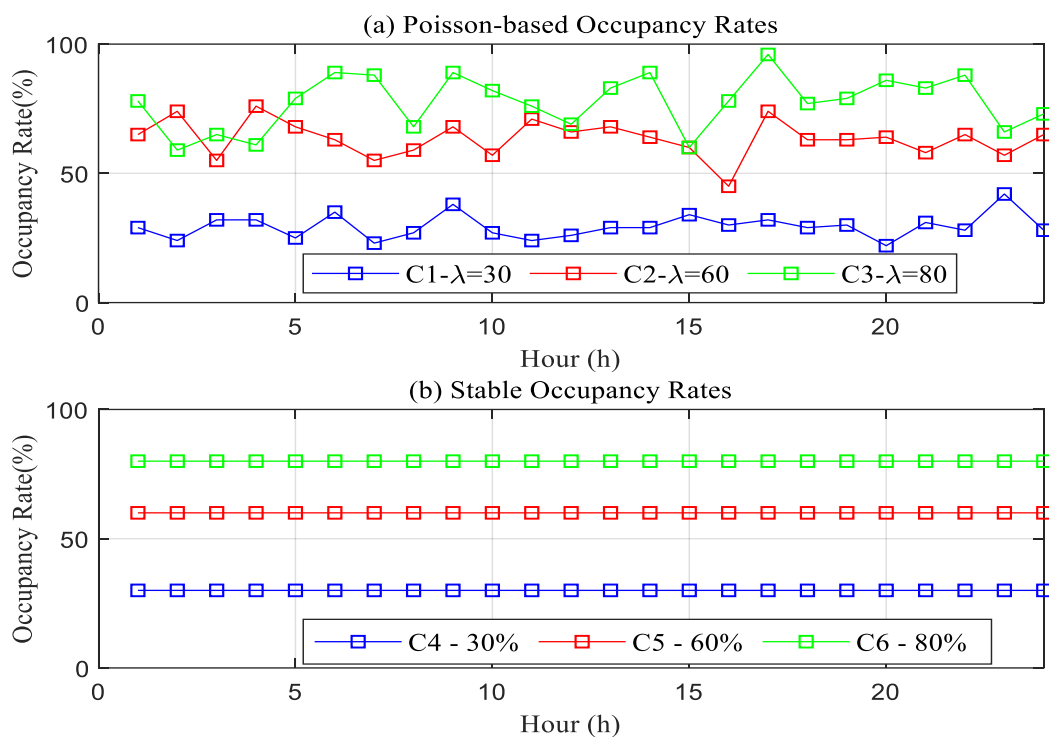 (a) Poisson-based Occupancy Rates
100
50
0
Occupancy Rate(%)
C1-λ=30 C2-λ=60 C3-λ=80
0 5 10 15 20
Hour (h)
(b) Stable Occupancy Rates
100
50
0
Occupancy Rate(%)
C4 - 30% C5 - 60% C6 - 80%
0 5 10 15 20
Hour (h)